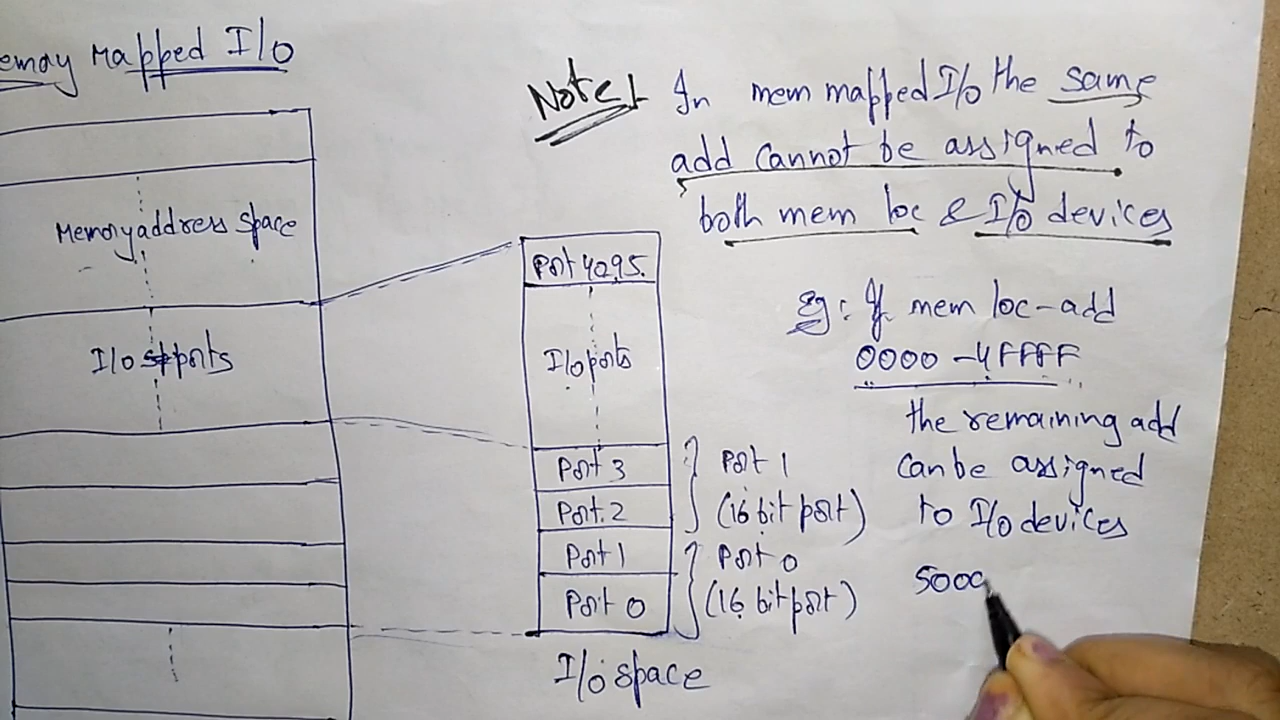 emory Mapped I/O
Memory address space
I/O ports
Port 4095.
I/O ports
Port 3
Port 2
Port 1
Port 0
I/O space
Port 1
(16 bit port)
Port 0
(16 bit port)
Note:
In mem mapped I/O the same
add cannot be assigned to
both mem loc & I/O devices
Eg: If mem loc-add
0000 - 4FFFF
the remaining add
can be assigned
to I/O devices
5000